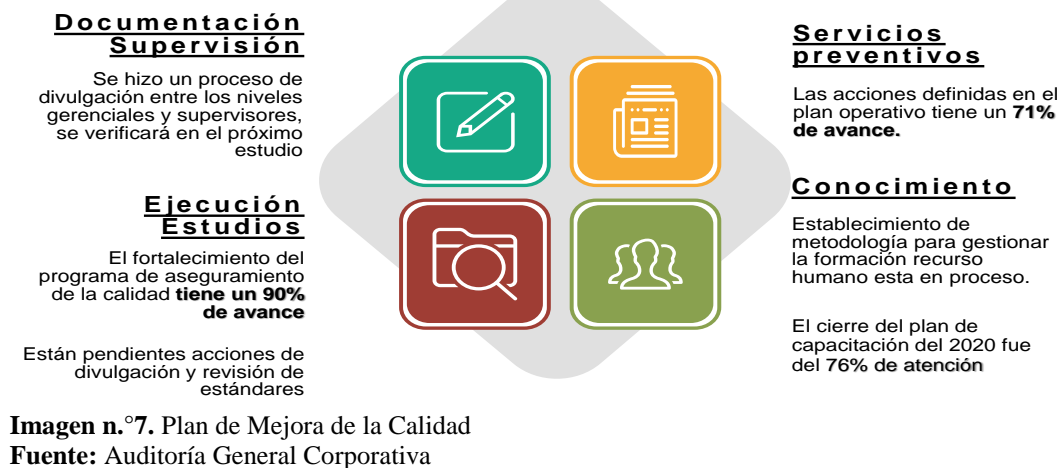 Documentación
Supervisión
Se hizo un proceso de
divulgación entre los niveles
gerenciales y supervisores,
se verificará en el próximo
estudio
Ejecución
Estudios
El fortalecimiento del
programa de aseguramiento
de la calidad tiene un 90%
de avance
Están pendientes acciones de
divulgación y revisión de
estándares
Servicios
preventivos
Las acciones definidas en el
plan operativo tiene un 71%
de avance.
Conocimiento
Establecimiento de
metodología para gestionar
la formación recurso
humano esta en proceso.
El cierre del plan de
capacitación del 2020 fue
del 76% de atención
Imagen n.°7. Plan de Mejora de la Calidad
Fuente: Auditoría General Corporativa